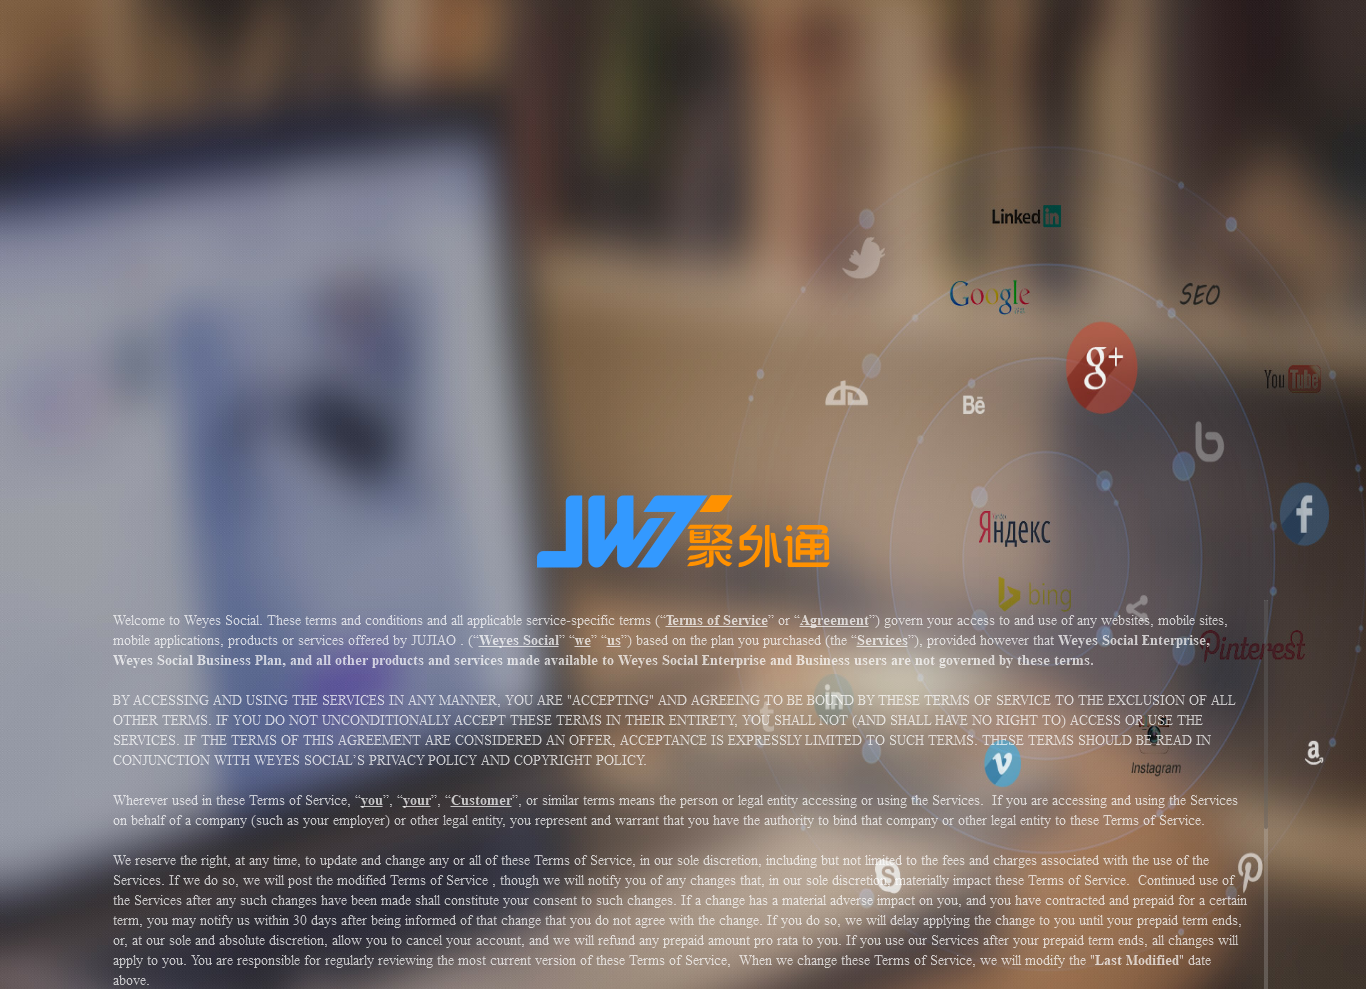 Linked in
Google
SEO
g+
You Tube
Bē
b
f
Яндекс
JWT 聚外通
bing
Welcome to Weyes Social. These terms and conditions and all applicable service-specific terms (“Terms of Service” or “Agreement”) govern your access to and use of any websites, mobile sites,
mobile applications, products or services offered by JUJIAO . (“Weyes Social” “we” “us”) based on the plan you purchased (the “Services”), provided however that Weyes Social Enterprise,
Pinterest
Weyes Social Business Plan, and all other products and services made available to Weyes Social Enterprise and Business users are not governed by these terms.
in
BY ACCESSING AND USING THE SERVICES IN ANY MANNER, YOU ARE "ACCEPTING" AND AGREEING TO BE BOUND BY THESE TERMS OF SERVICE TO THE EXCLUSION OF ALL
t
OTHER TERMS. IF YOU DO NOT UNCONDITIONALLY ACCEPT THESE TERMS IN THEIR ENTIRETY, YOU SHALL NOT (AND SHALL HAVE NO RIGHT TO) ACCESS OR USE THE
SERVICES. IF THE TERMS OF THIS AGREEMENT ARE CONSIDERED AN OFFER, ACCEPTANCE IS EXPRESSLY LIMITED TO SUCH TERMS. THESE TERMS SHOULD BE READ IN
CONJUNCTION WITH WEYES SOCIAL’S PRIVACY POLICY AND COPYRIGHT POLICY.
a
v
Instagram
Wherever used in these Terms of Service, “you”, “your”, “Customer”, or similar terms means the person or legal entity accessing or using the Services.  If you are accessing and using the Services
on behalf of a company (such as your employer) or other legal entity, you represent and warrant that you have the authority to bind that company or other legal entity to these Terms of Service.
We reserve the right, at any time, to update and change any or all of these Terms of Service, in our sole discretion, including but not limited to the fees and charges associated with the use of the
S
Services. If we do so, we will post the modified Terms of Service , though we will notify you of any changes that, in our sole discretion, materially impact these Terms of Service.  Continued use of
the Services after any such changes have been made shall constitute your consent to such changes. If a change has a material adverse impact on you, and you have contracted and prepaid for a certain
term, you may notify us within 30 days after being informed of that change that you do not agree with the change. If you do so, we will delay applying the change to you until your prepaid term ends,
or, at our sole and absolute discretion, allow you to cancel your account, and we will refund any prepaid amount pro rata to you. If you use our Services after your prepaid term ends, all changes will
apply to you. You are responsible for regularly reviewing the most current version of these Terms of Service,  When we change these Terms of Service, we will modify the "Last Modified" date
above.